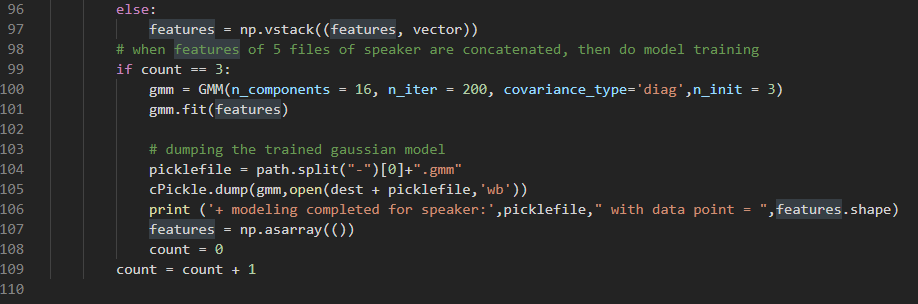 96 else:
97 features = np.vstack((features, vector))
98 # when features of 5 files of speaker are concatenated, then do model training
99 if count == 3:
100 gmm = GMM(n_components = 16, n_iter = 200, covariance_type='diag',n_init = 3)
101 gmm.fit(features)
102
103 # dumping the trained gaussian model
104 picklefile = path.split("-")[0]+".gmm"
105 cPickle.dump(gmm,open(dest + picklefile,'wb'))
106 print ('+ modeling completed for speaker:',picklefile," with data point = ",features.shape)
107 features = np.asarray(())
108 count = 0
109 count = count + 1
110